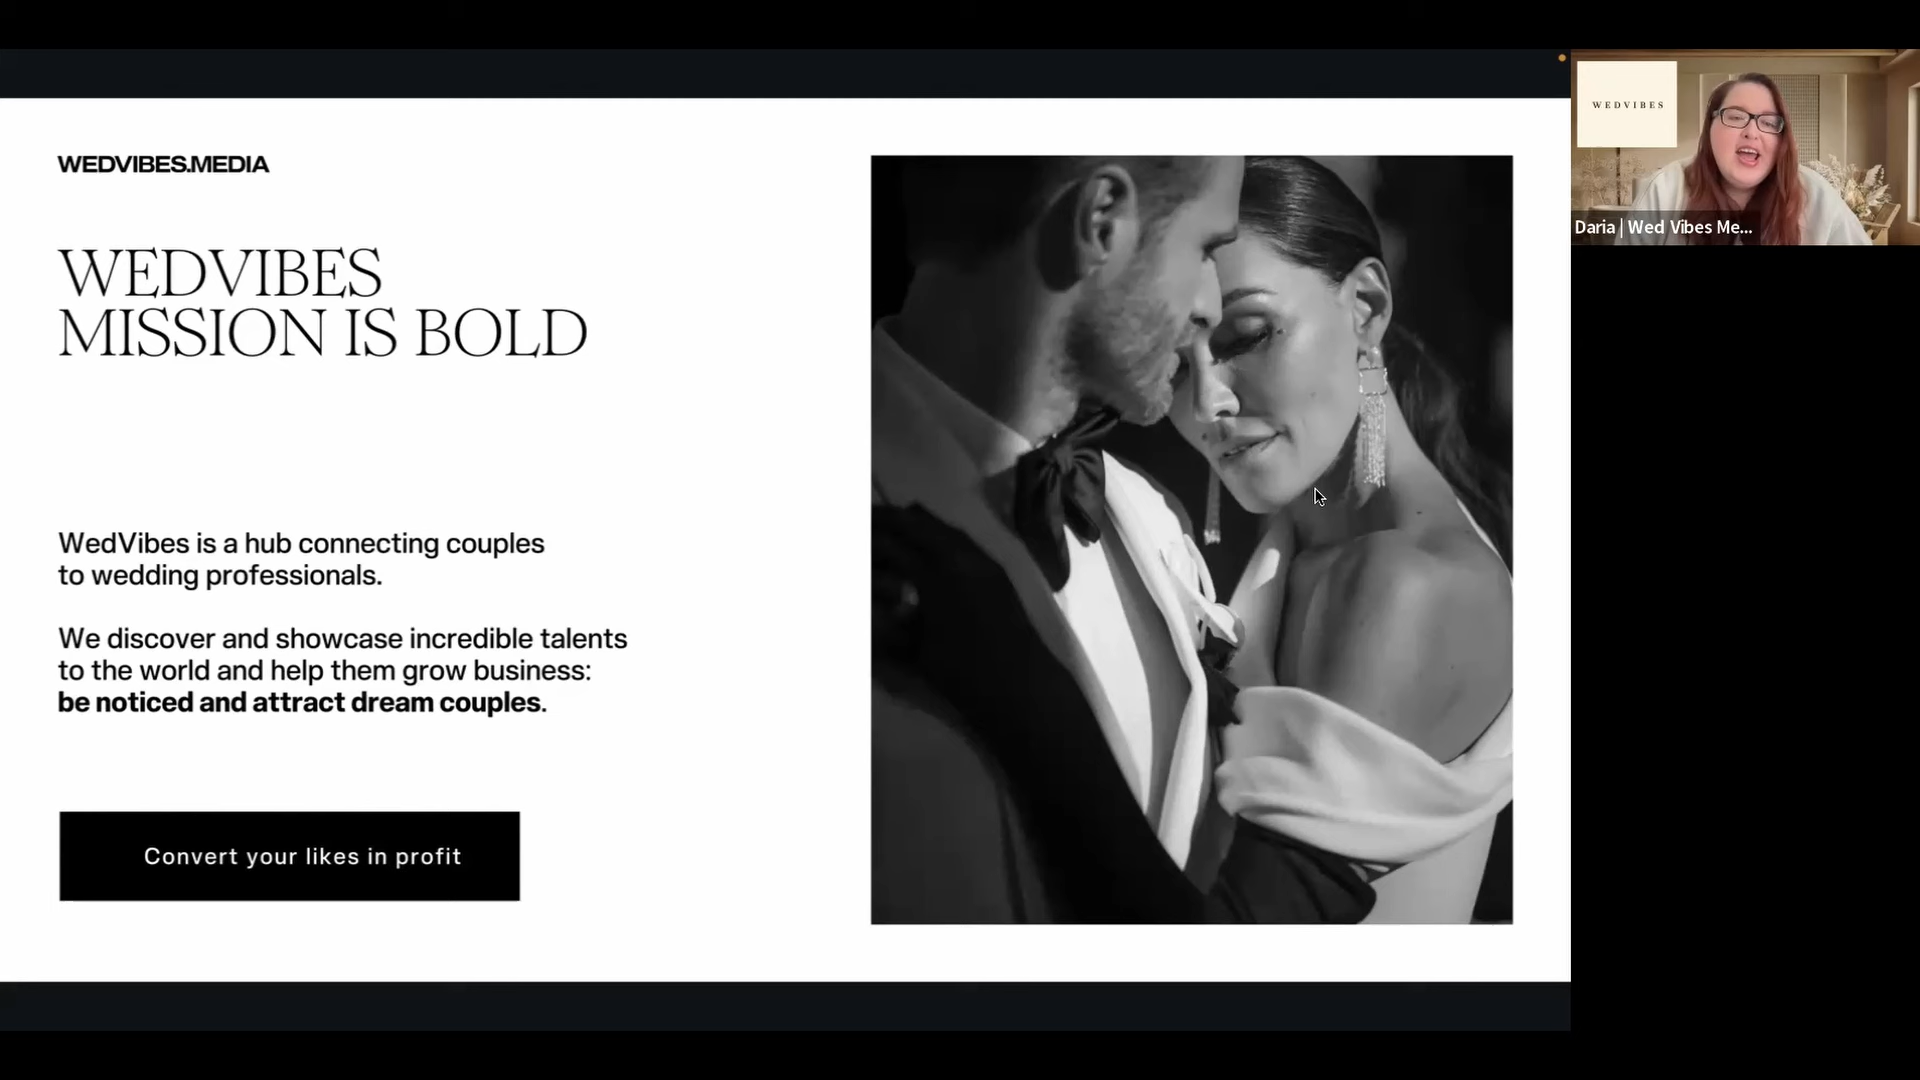 WEDVIBES.MEDIA
WEDVIBES
MISSION IS BOLD
WedVibes is a hub connecting couples
to wedding professionals.
We discover and showcase incredible talents
to the world and help them grow business:
be noticed and attract dream couples.
Convert your likes in profit
WEDVIBES
Daria | Wed Vibes Me...